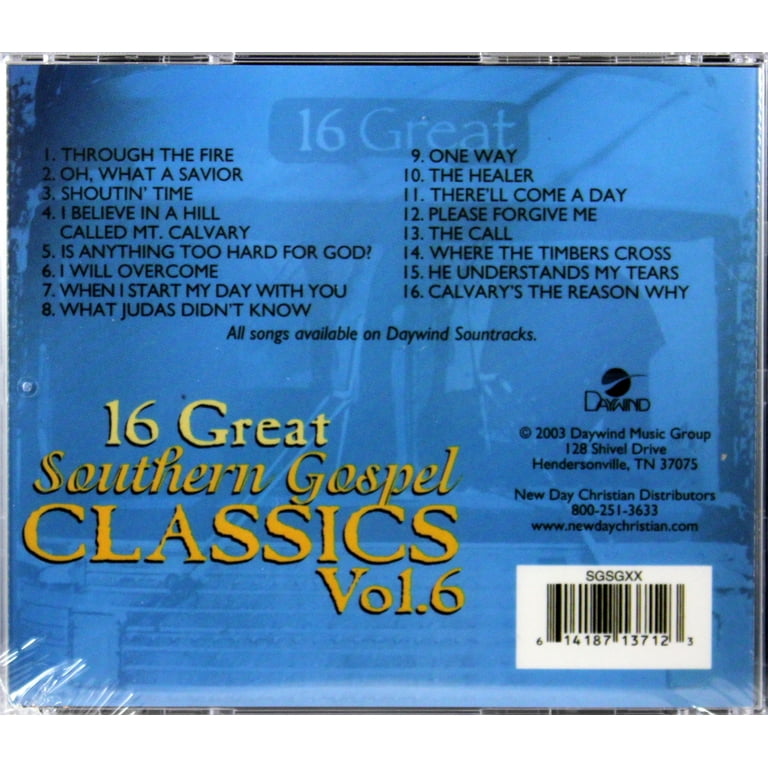 16 Great
1. THROUGH THE FIRE
2. OH, WHAT A SAVIOR
3. SHOUTIN' TIME
4. I BELIEVE IN A HILL
CALLED MT. CALVARY
5. IS ANYTHING TOO HARD FOR GOD?
6. I WILL OVERCOME
7. WHEN I START MY DAY WITH YOU
8. WHAT JUDAS DIDN'T KNOW
9. ONE WAY
10. THE HEALER
11. THERE'LL COME A DAY
12. PLEASE FORGIVE ME
13. THE CALL
14. WHERE THE TIMBERS CROSS
15. HE UNDERSTANDS MY TEARS
16. CALVARY'S THE REASON WHY
All songs available on Daywind Sountracks.
16 Great
Southern Gospel
CLASSICS
Vol.6
DAYWIND
© 2003 Daywind Music Group
128 Shivel Drive
Hendersonville, TN 37075
New Day Christian Distributors
800-251-3633
www.newdaychristian.com
SGSGXX
6 14187 13712 3